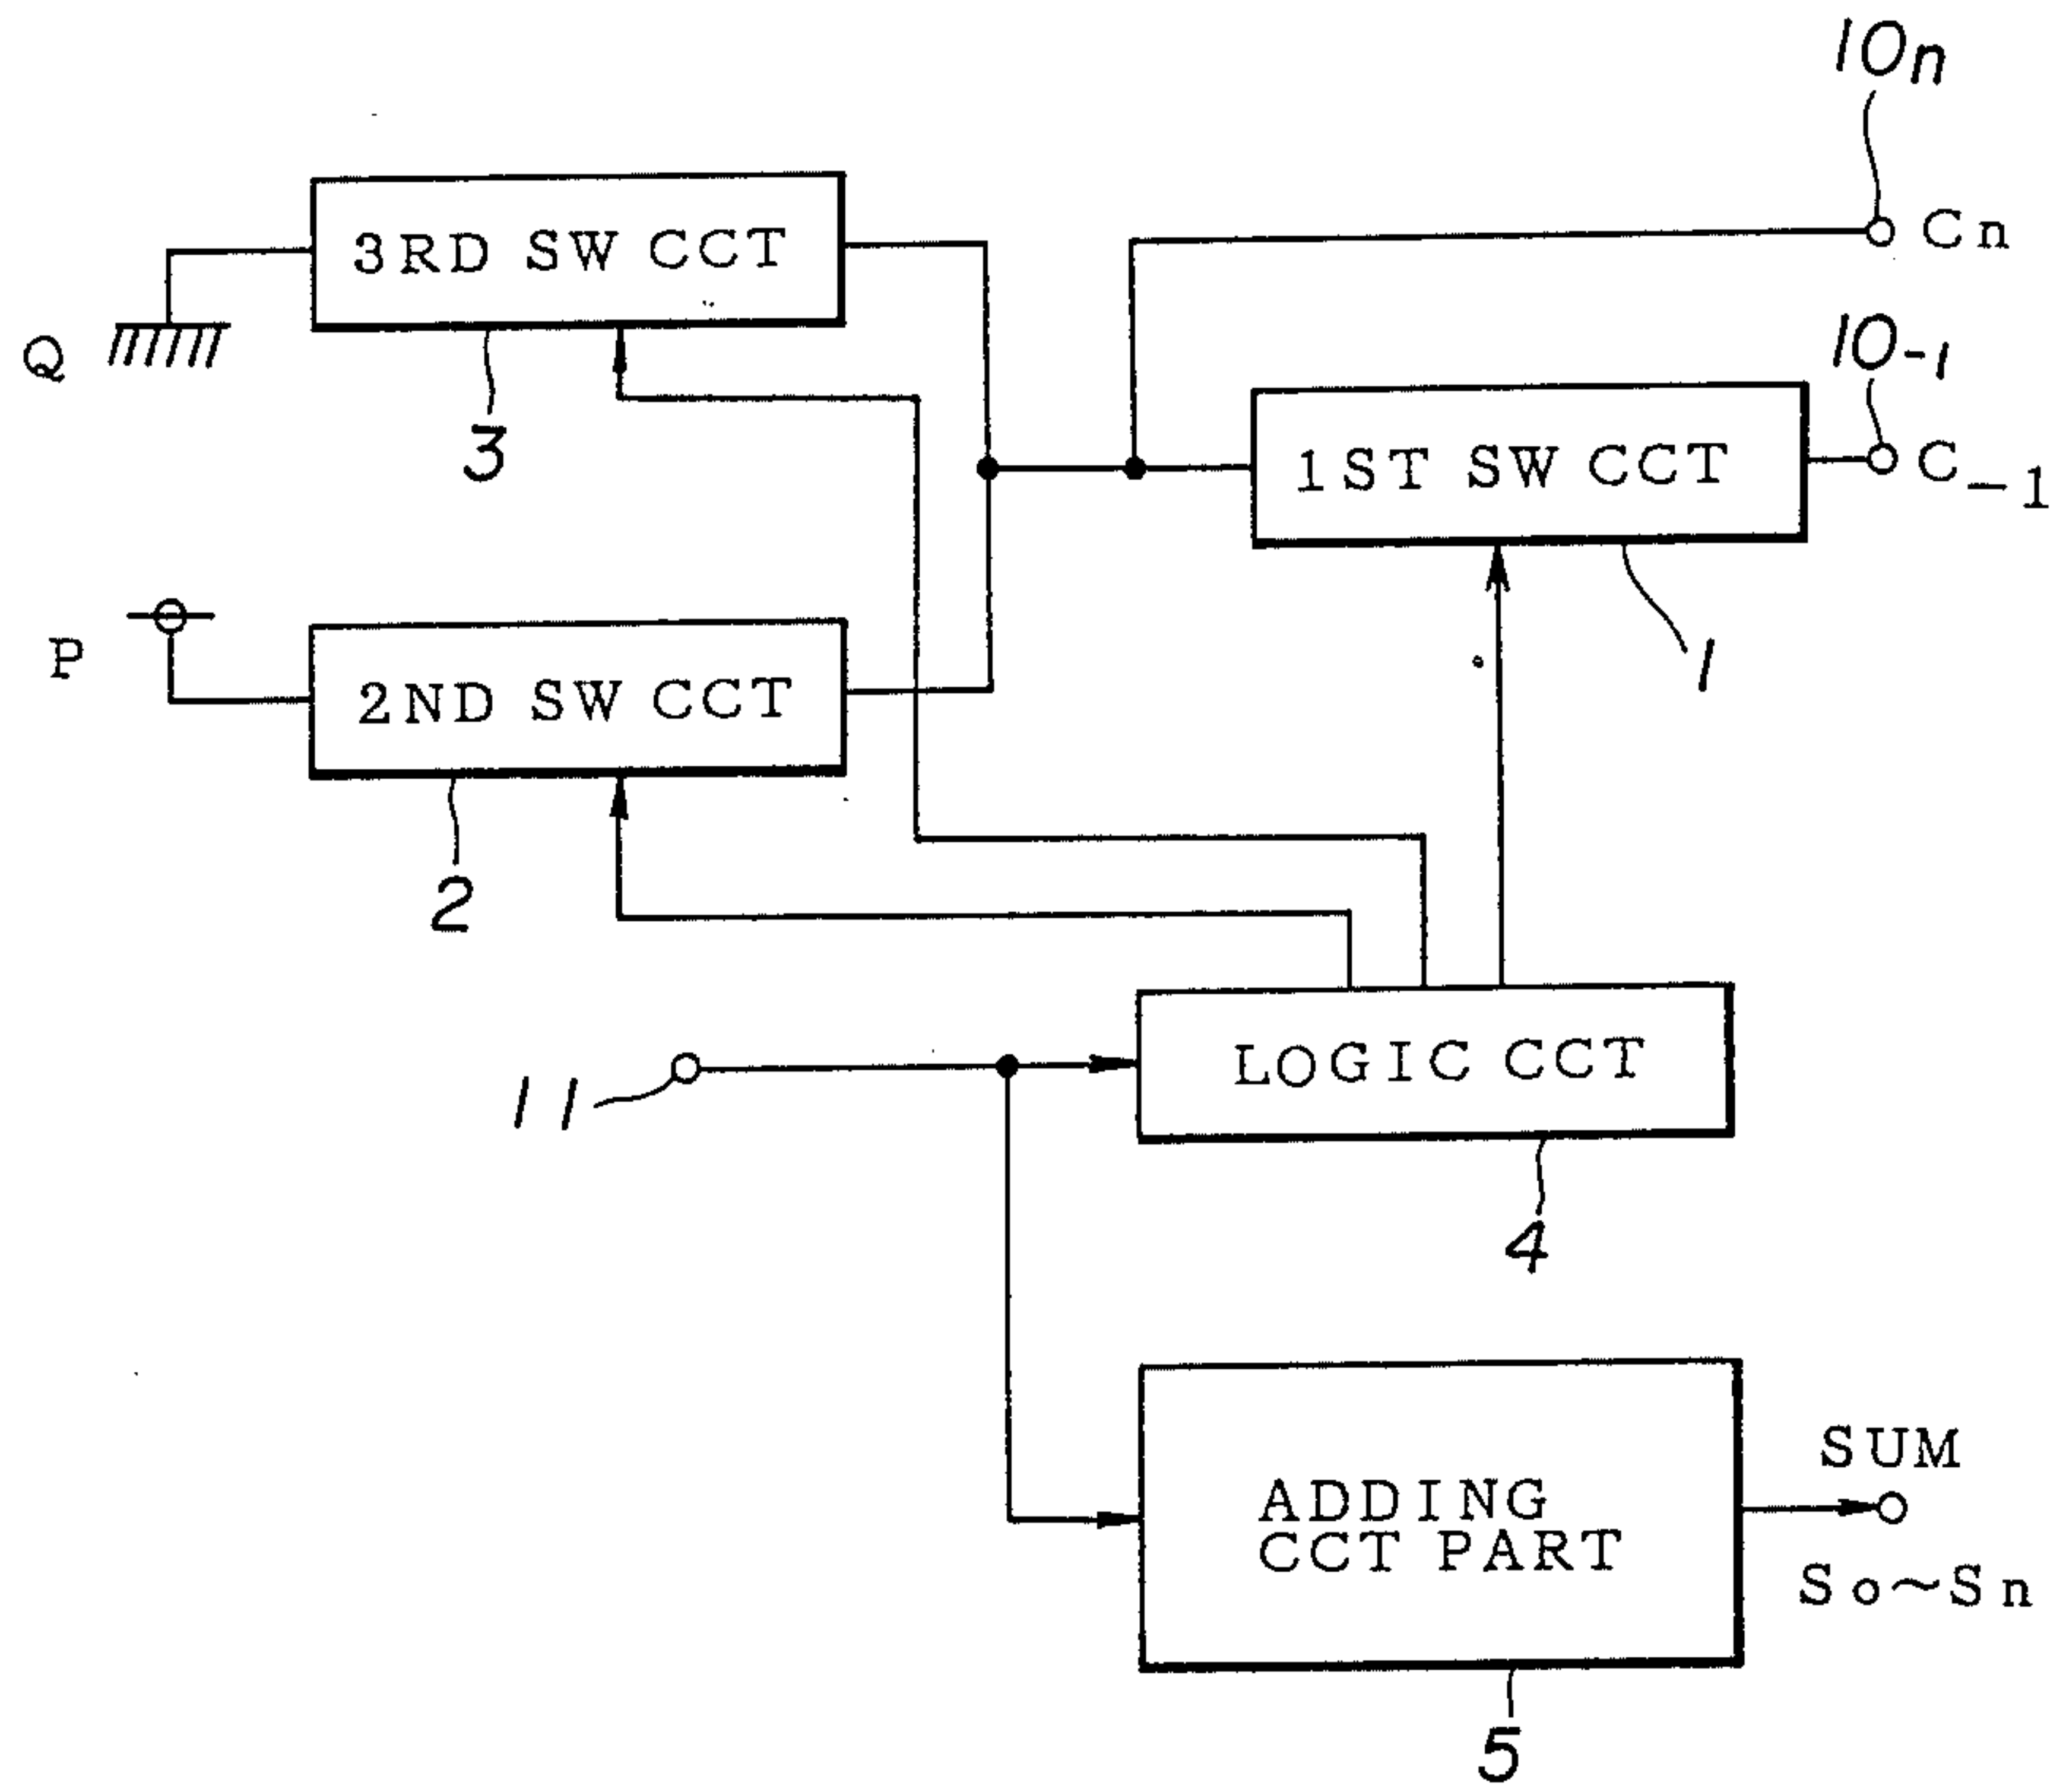 10n
Cn
3RD SW CCT
Q
3
10-1
1ST SW CCT
C-1
1
P
2ND SW CCT
2
LOGIC CCT
11
4
ADDING
CCT PART
SUM
So~Sn
5